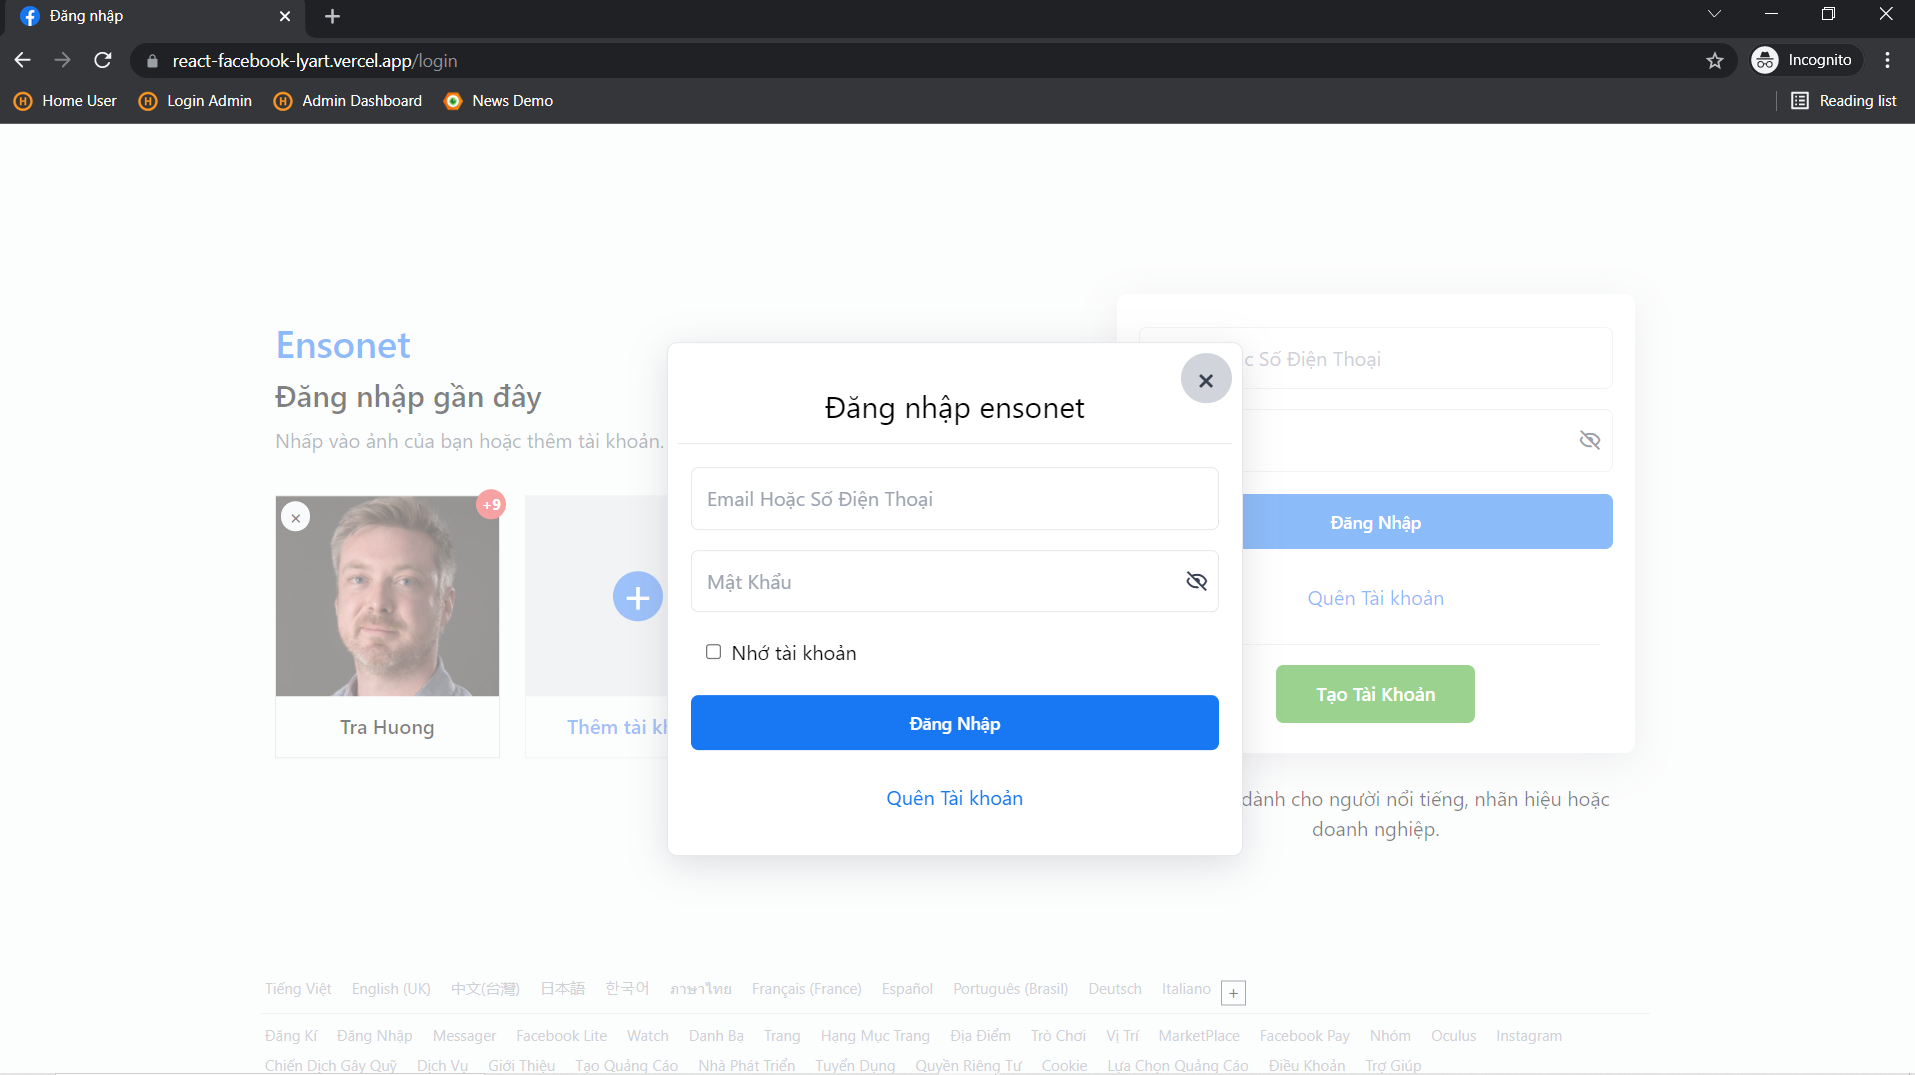 Đăng nhập
react-facebook-lyart.vercel.app/login
Incognito
Home User
Login Admin
Admin Dashboard
News Demo
Reading list
Ensonet
Đăng nhập gần đây
Nhấp vào ảnh của bạn hoặc thêm tài khoản.
+9
Tra Huong
Thêm tài kh
Đăng nhập ensonet
Email Hoặc Số Điện Thoại
Mật Khẩu
Nhớ tài khoản
Đăng Nhập
Quên Tài khoản
c Số Điện Thoại
Đăng Nhập
Quên Tài khoản
Tạo Tài Khoản
dành cho người nổi tiếng, nhãn hiệu hoặc
doanh nghiệp.
Tiếng Việt English (UK) 中文(台灣) 日本語 한국어 ภาษาไทย Français (France) Español Português (Brasil) Deutsch Italiano +
Đăng Kí Đăng Nhập Messager Facebook Lite Watch Danh Bạ Trang Hạng Mục Trang Địa Điểm Trò Chơi Vị Trí MarketPlace Facebook Pay Nhóm Oculus Instagram
Chiến Dịch Gây Quỹ Dịch Vụ Giới Thiệu Tạo Quảng Cáo Nhà Phát Triển Tuyển Dụng Quyền Riêng Tư Cookie Lựa Chọn Quảng Cáo Điều Khoản Trợ Giúp